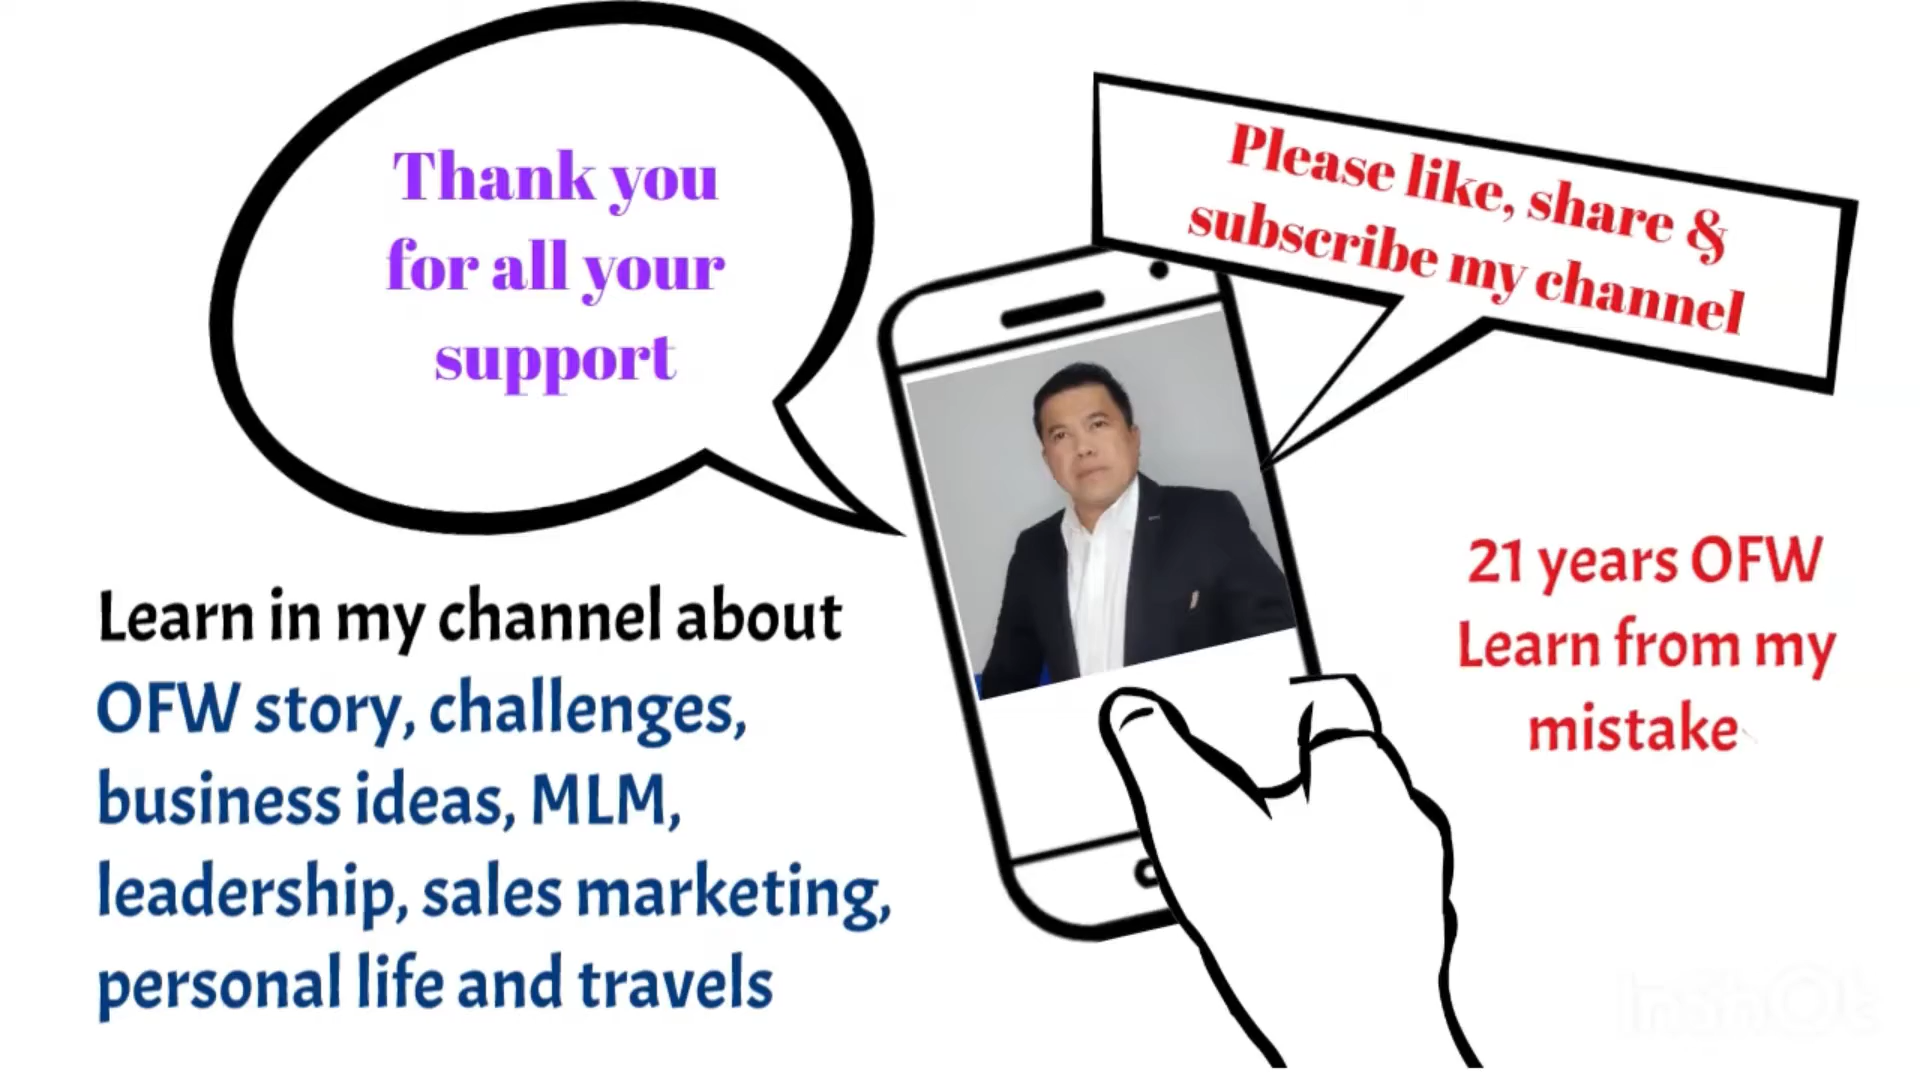 Thank you
for all your
support
Please like, share &
subscribe my channel
21 years OFW
Learn from my
mistake
Learn in my channel about
OFW story, challenges,
business ideas, MLM,
leadership, sales marketing,
personal life and travels